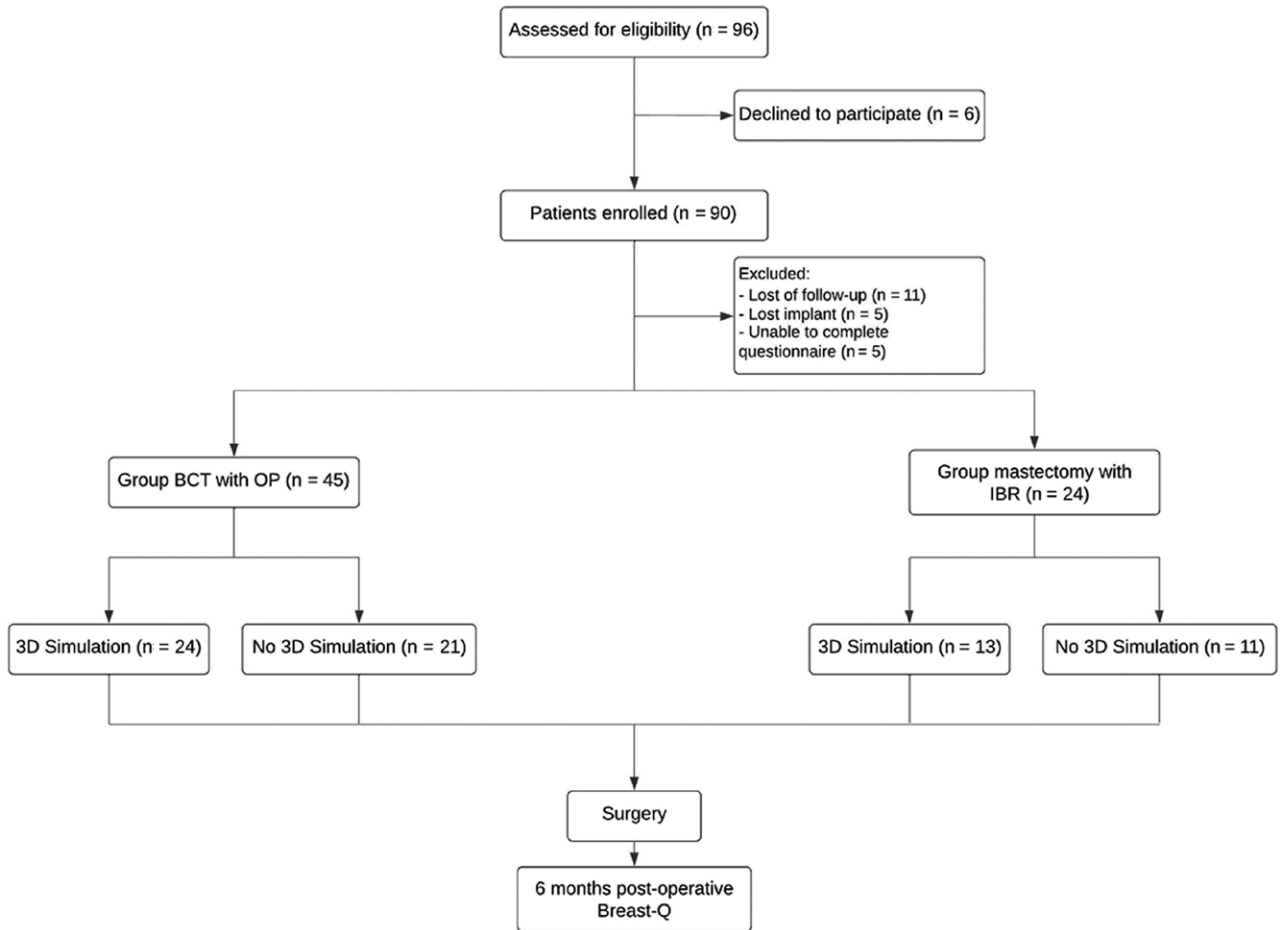 Assessed for eligibility (n = 96)
Declined to participate (n = 6)
Patients enrolled (n = 90)
Excluded:
- Lost of follow-up (n = 11)
- Lost implant (n = 5)
- Unable to complete
questionnaire (n = 5)
Group BCT with OP (n = 45)
Group mastectomy with
IBR (n = 24)
3D Simulation (n = 24)
No 3D Simulation (n = 21)
3D Simulation (n = 13)
No 3D Simulation (n = 11)
Surgery
6 months post-operative
Breast-Q